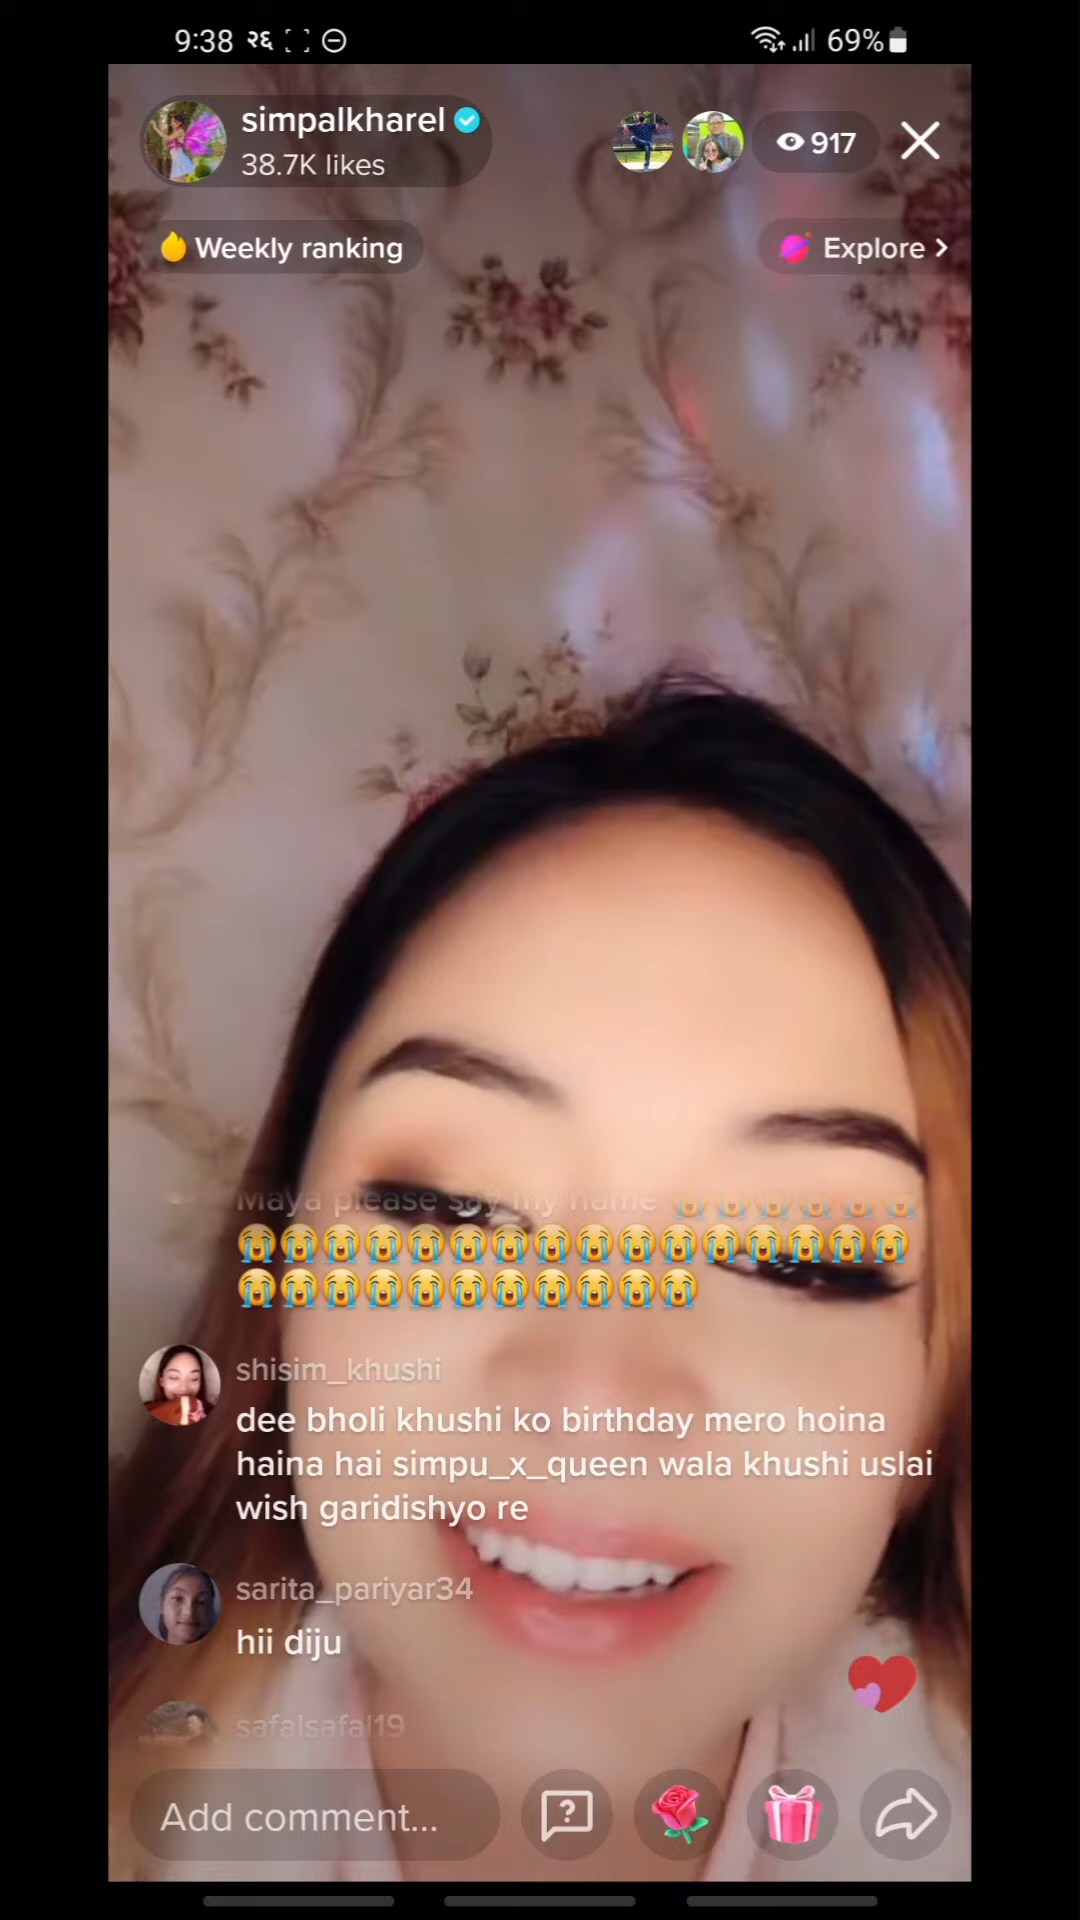 9:38 २६ 69%
simpalkharel
38.7K likes
917
Weekly ranking
Explore
Maya please say my name 😭😭😭😭😭😭
😭😭😭😭😭😭😭😭😭😭😭😭😭😭😭😭
😭😭😭😭😭😭😭😭😭😭😭
shisim_khushi
dee bholi khushi ko birthday mero hoina
haina hai simpu_x_queen wala khushi uslai
wish garidishyo re
sarita_pariyar34
hii diju
safalsafal19
Add comment...